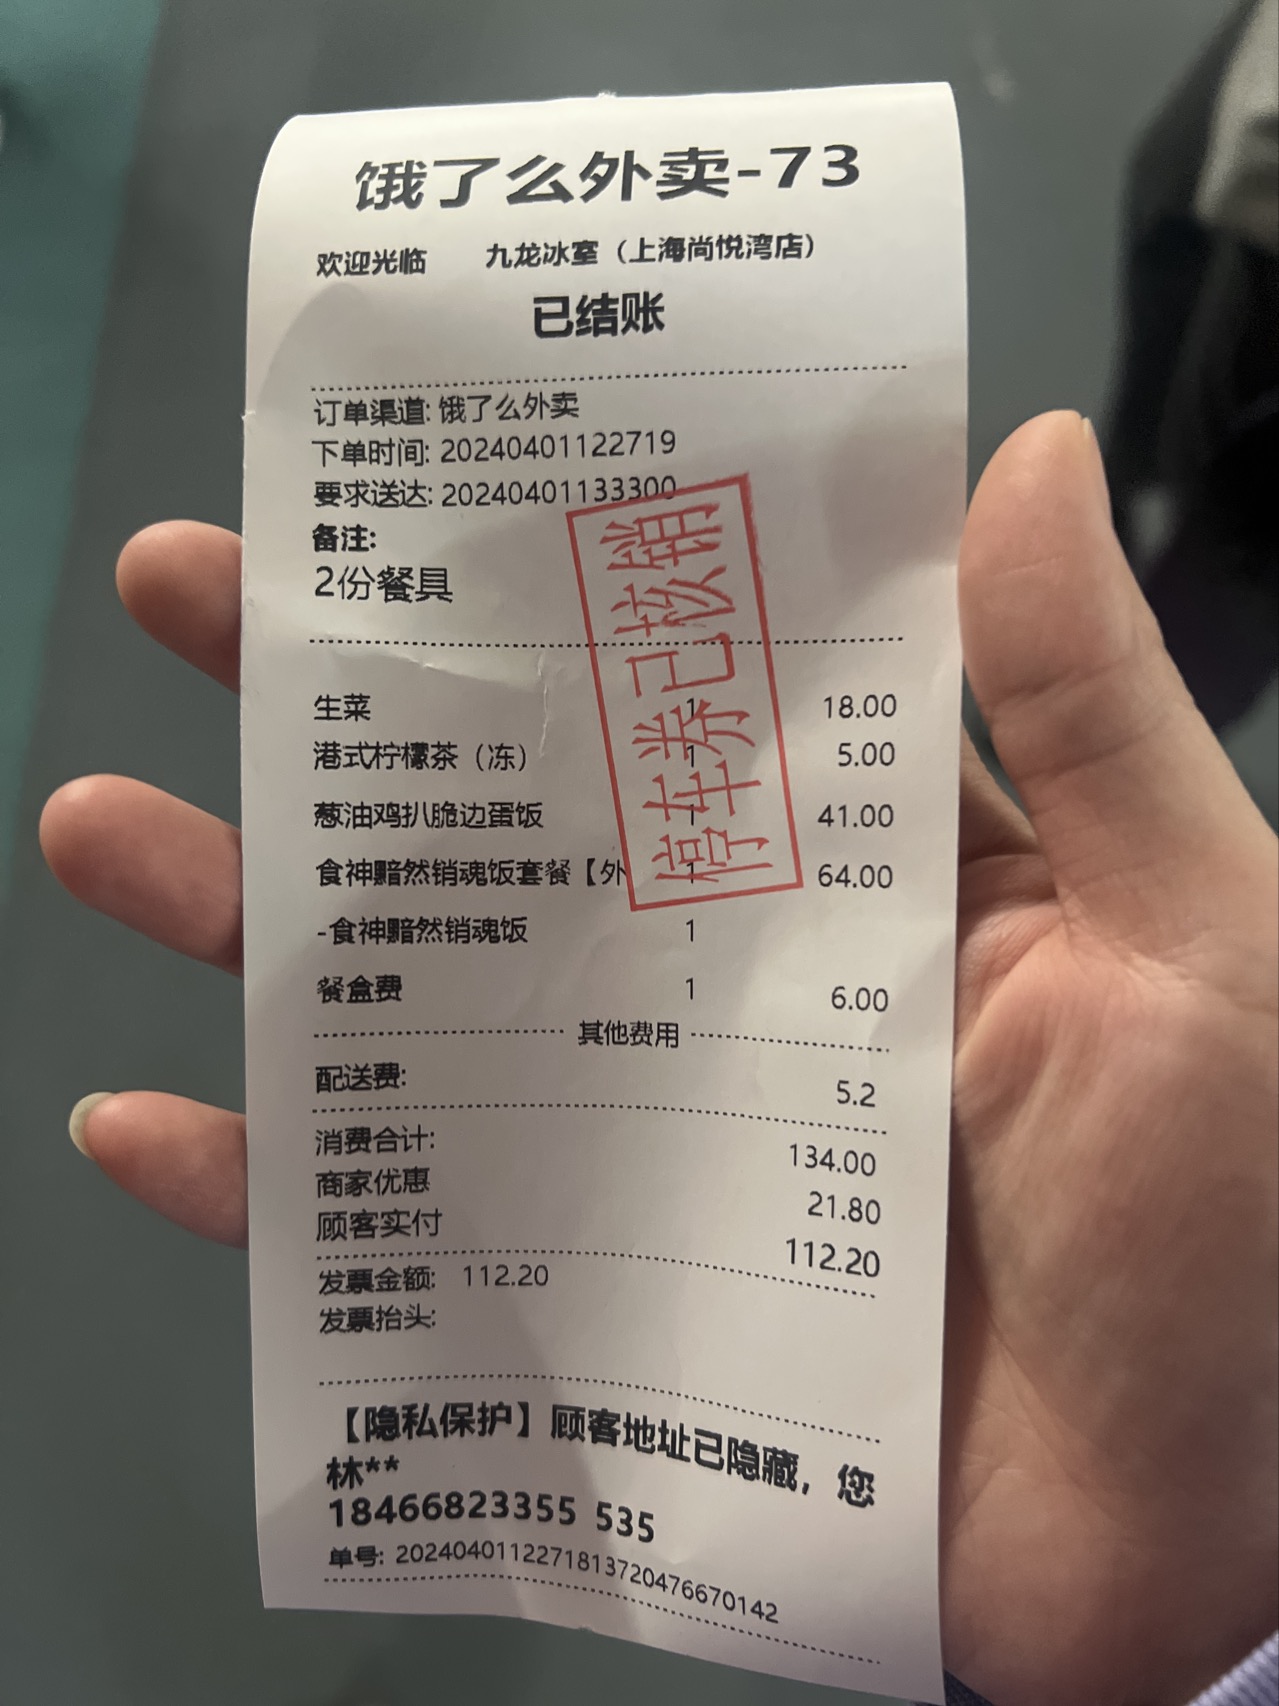 饿了么外卖-73
欢迎光临 九龙冰室（上海尚悦湾店）
已结账
订单渠道: 饿了么外卖
下单时间: 20240401122719
要求送达: 20240401133300
备注:
2份餐具
停车券已核销
生菜 1 18.00
港式柠檬茶（冻） 1 5.00
葱油鸡扒脆边蛋饭 1 41.00
食神黯然销魂饭套餐【外 1 64.00
-食神黯然销魂饭 1
餐盒费 1 6.00
其他费用
配送费: 5.2
消费合计: 134.00
商家优惠 21.80
顾客实付 112.20
发票金额: 112.20
发票抬头:
【隐私保护】顾客地址已隐藏，您
林**
18466823355 535
单号: 2024040112271813720476670142